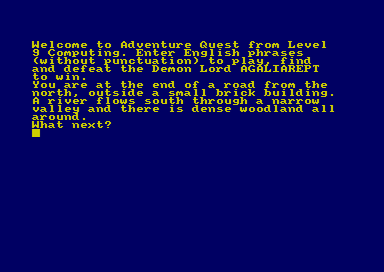 Welcome to Adventure Quest from Level
9 Computing. Enter English phrases
(without punctuation) to play, find
and defeat the Demon Lord AGALIAREPT
to win.
You are at the end of a road from the
north, outside a small brick building.
A river flows south through a narrow
valley and there is dense woodland all
around.
What next?